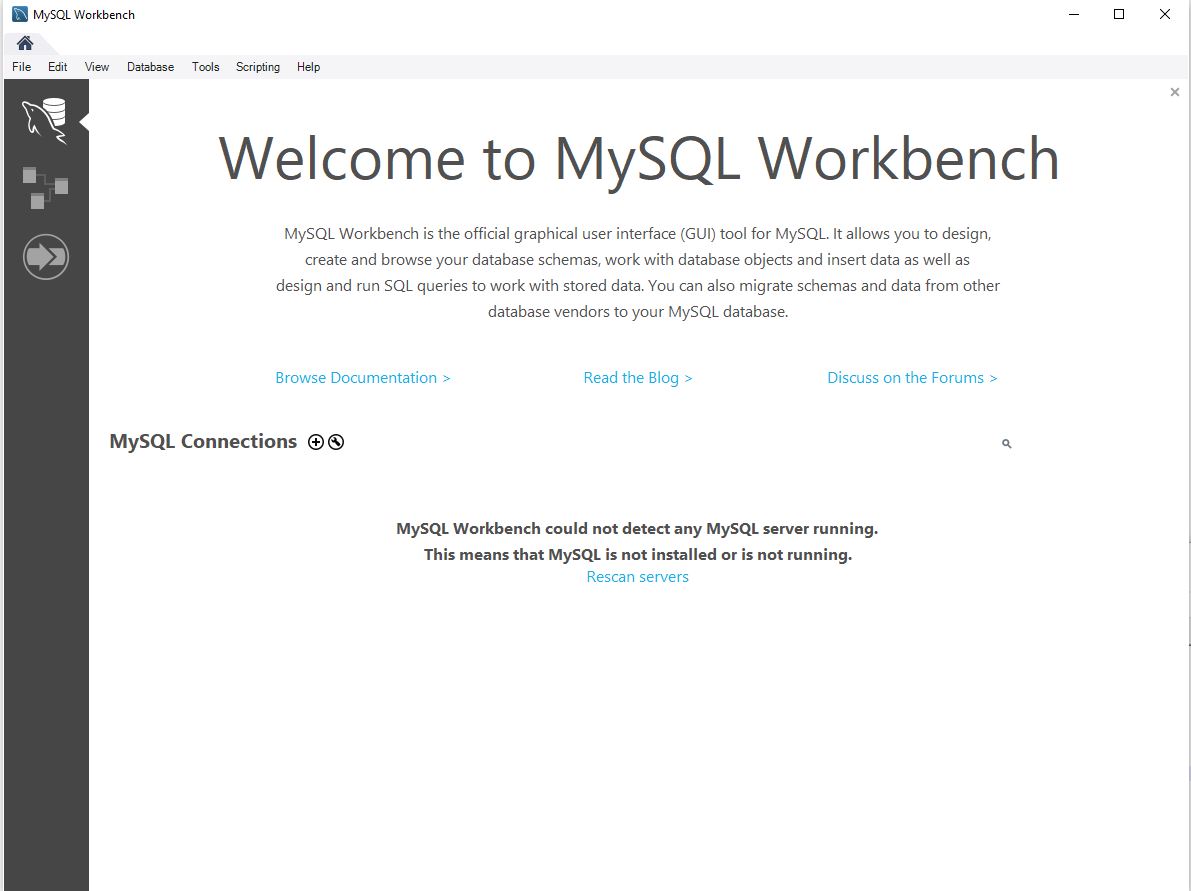 MySQL Workbench
File Edit View Database Tools Scripting Help
Welcome to MySQL Workbench
MySQL Workbench is the official graphical user interface (GUI) tool for MySQL. It allows you to design,
create and browse your database schemas, work with database objects and insert data as well as
design and run SQL queries to work with stored data. You can also migrate schemas and data from other
database vendors to your MySQL database.
Browse Documentation > Read the Blog > Discuss on the Forums >
MySQL Connections
MySQL Workbench could not detect any MySQL server running.
This means that MySQL is not installed or is not running.
Rescan servers